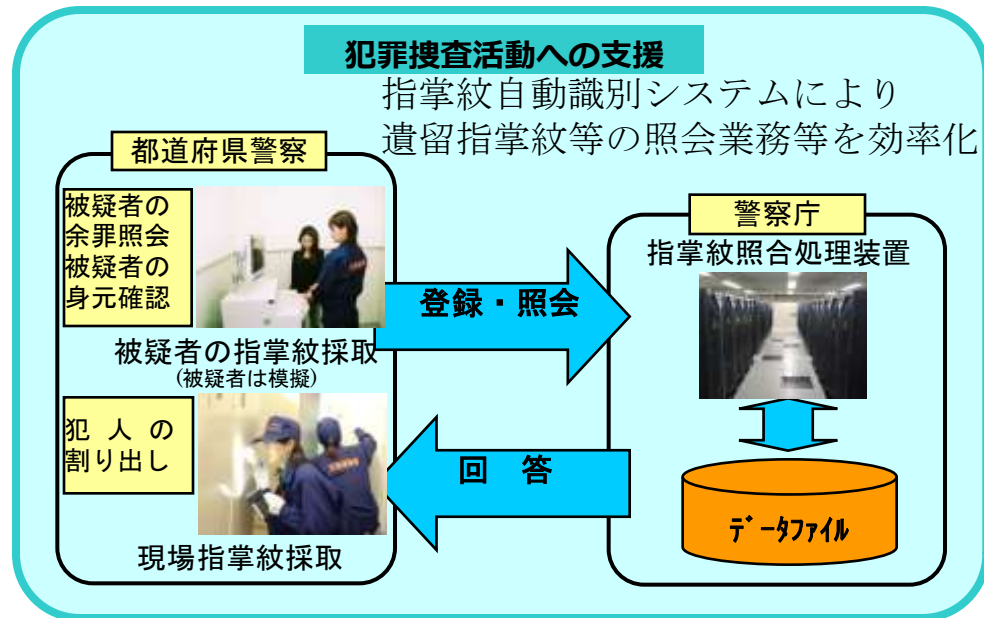 犯罪捜査活動への支援
指掌紋自動識別システムにより
遺留指掌紋等の照会業務等を効率化
都道府県警察
被疑者の
余罪照会
被疑者の
身元確認
被疑者の指掌紋採取
(被疑者は模擬)
犯人の
割り出し
現場指掌紋採取
登録・照会
回答
警察庁
指掌紋照合処理装置
ﾃﾞｰﾀﾌｧｲﾙ